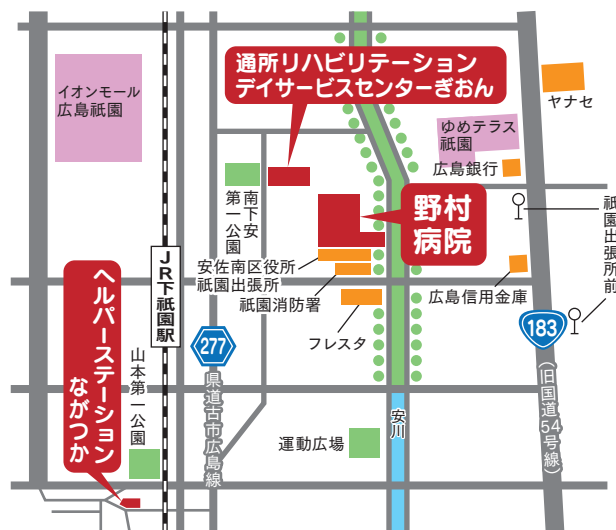 通所リハビリテーション
デイサービスセンターぎおん
イオンモール
広島祇園
ヤナセ
ゆめテラス
祇園
広島銀行
南下安
第一公園
野村
病院
祇園出張所前
安佐南区役所
祇園出張所
祇園消防署
広島信用金庫
JR下祇園駅
フレスタ
183
277
ヘルパーステーション
ながつか
山本第一公園
県道古市広島線
(旧国道54号線)
安川
運動広場